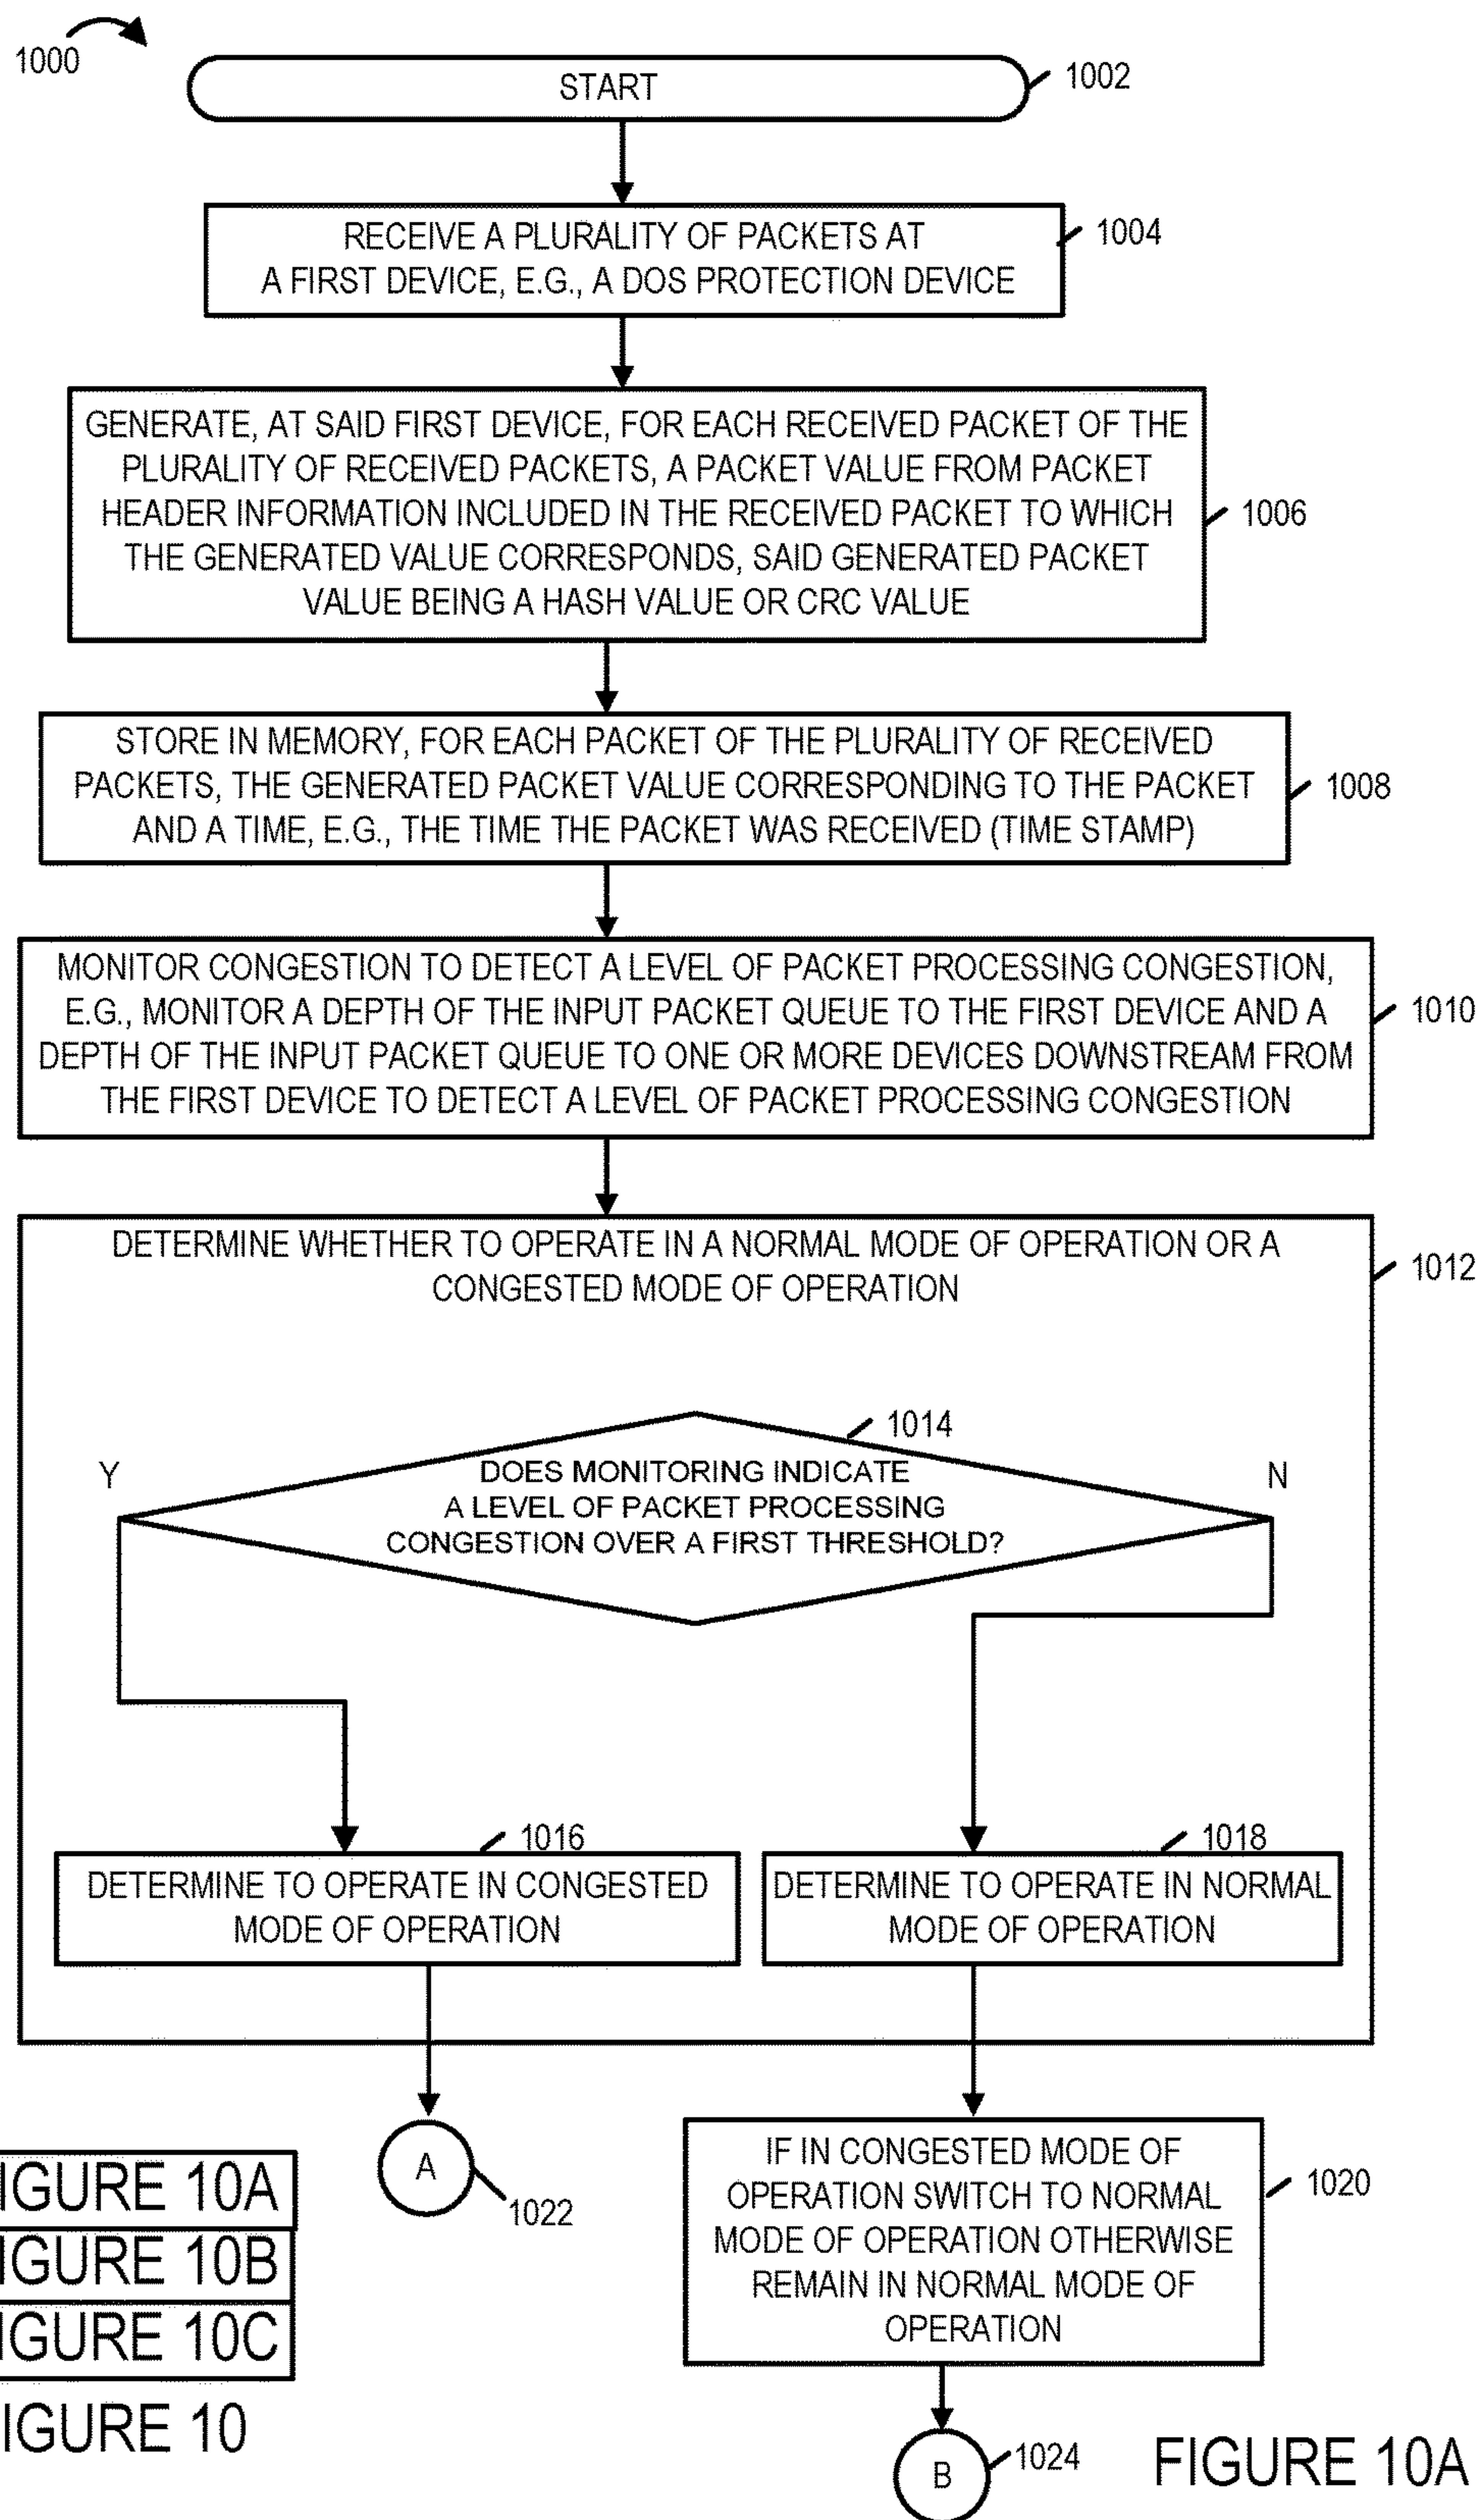 1000
START
1002
RECEIVE A PLURALITY OF PACKETS AT
A FIRST DEVICE, E.G., A DOS PROTECTION DEVICE
1004
GENERATE, AT SAID FIRST DEVICE, FOR EACH RECEIVED PACKET OF THE
PLURALITY OF RECEIVED PACKETS, A PACKET VALUE FROM PACKET
HEADER INFORMATION INCLUDED IN THE RECEIVED PACKET TO WHICH
THE GENERATED VALUE CORRESPONDS, SAID GENERATED PACKET
VALUE BEING A HASH VALUE OR CRC VALUE
1006
STORE IN MEMORY, FOR EACH PACKET OF THE PLURALITY OF RECEIVED
PACKETS, THE GENERATED PACKET VALUE CORRESPONDING TO THE PACKET
AND A TIME, E.G., THE TIME THE PACKET WAS RECEIVED (TIME STAMP)
1008
MONITOR CONGESTION TO DETECT A LEVEL OF PACKET PROCESSING CONGESTION,
E.G., MONITOR A DEPTH OF THE INPUT PACKET QUEUE TO THE FIRST DEVICE AND A
DEPTH OF THE INPUT PACKET QUEUE TO ONE OR MORE DEVICES DOWNSTREAM FROM
THE FIRST DEVICE TO DETECT A LEVEL OF PACKET PROCESSING CONGESTION
1010
DETERMINE WHETHER TO OPERATE IN A NORMAL MODE OF OPERATION OR A
CONGESTED MODE OF OPERATION
1012
1014
Y
DOES MONITORING INDICATE
A LEVEL OF PACKET PROCESSING
CONGESTION OVER A FIRST THRESHOLD?
N
1016
DETERMINE TO OPERATE IN CONGESTED
MODE OF OPERATION
1018
DETERMINE TO OPERATE IN NORMAL
MODE OF OPERATION
A
1022
IF IN CONGESTED MODE OF
OPERATION SWITCH TO NORMAL
MODE OF OPERATION OTHERWISE
REMAIN IN NORMAL MODE OF
OPERATION
1020
IGURE 10A
IGURE 10B
IGURE 10C
IGURE 10
B
1024
FIGURE 10A